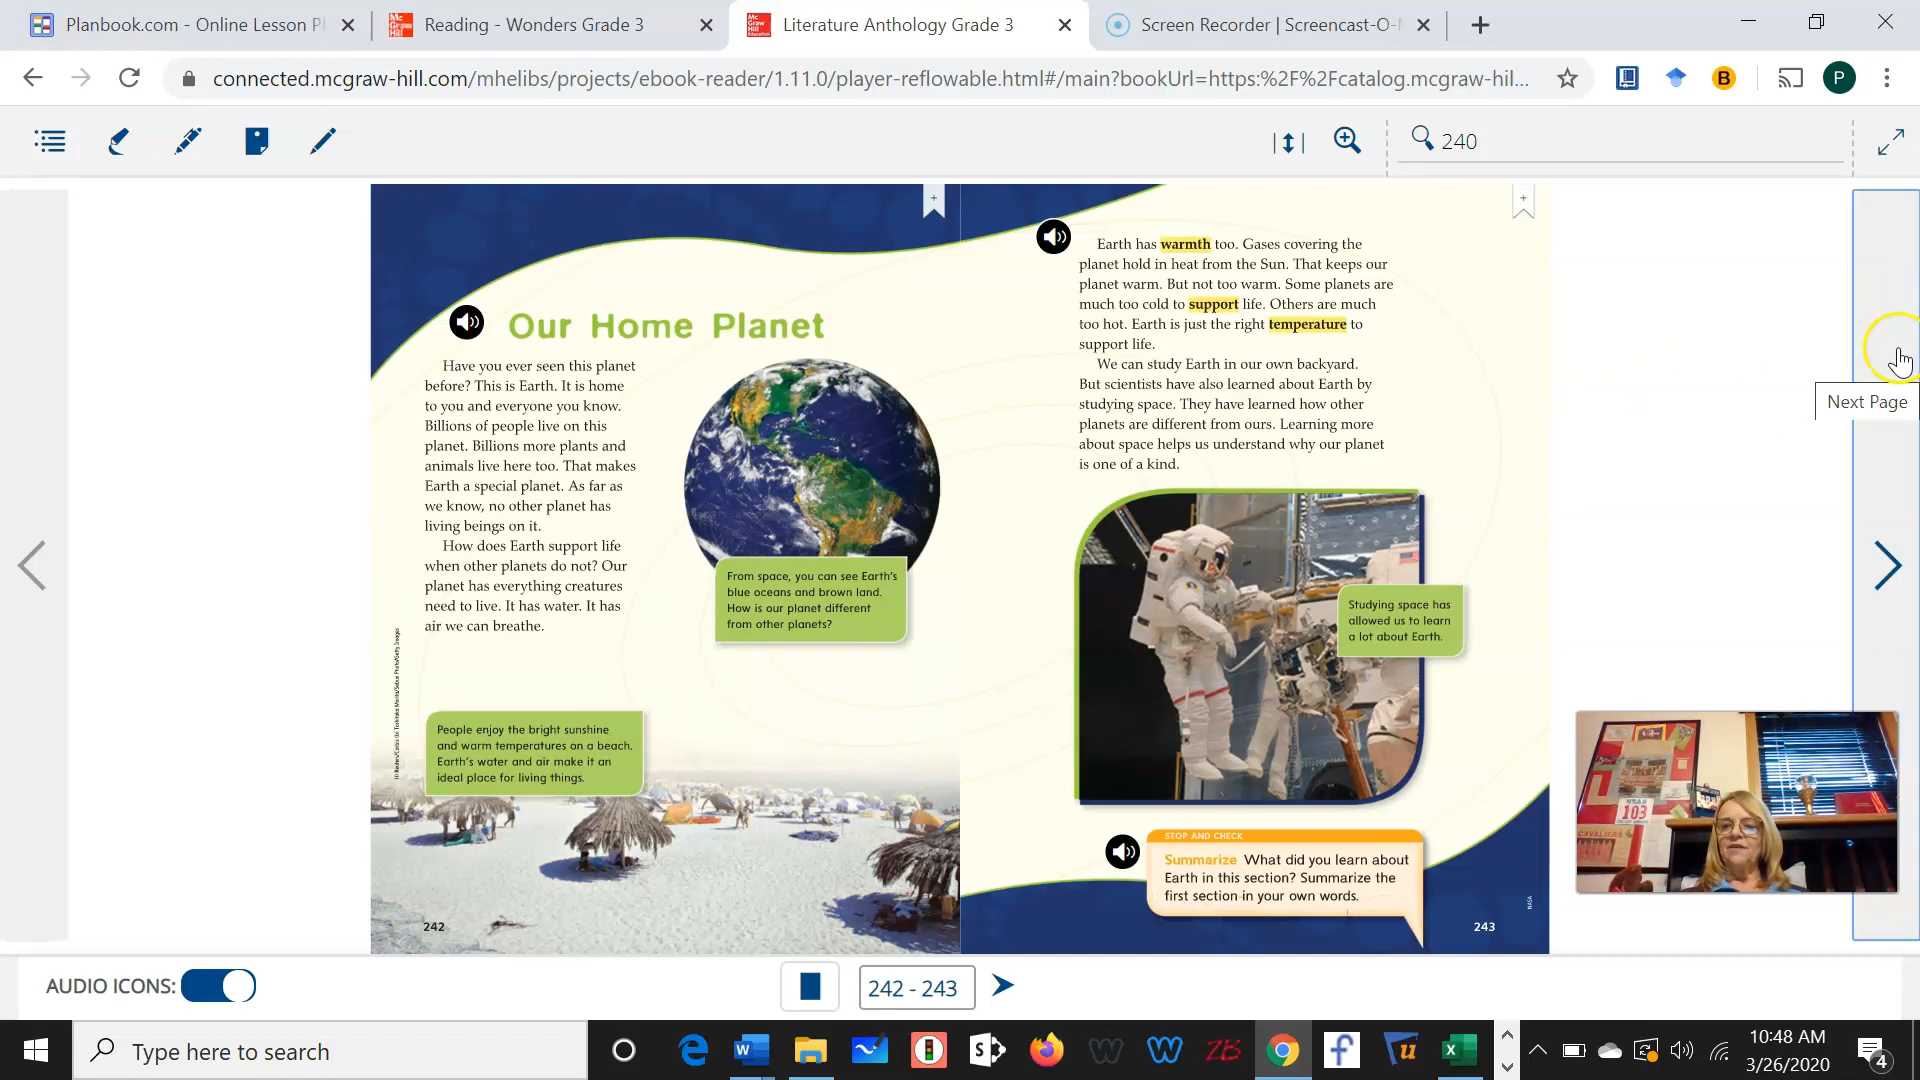 Planbook.com - Online Lesson Pl
Reading - Wonders Grade 3
Literature Anthology Grade 3
Screen Recorder | Screencast-O-M
connected.mcgraw-hill.com/mhelibs/projects/ebook-reader/1.11.0/player-reflowable.html#/main?bookUrl=https:%2F%2Fcatalog.mcgraw-hil...
B
P
240
Our Home Planet
Have you ever seen this planet
before? This is Earth. It is home
to you and everyone you know.
Billions of people live on this
planet. Billions more plants and
animals live here too. That makes
Earth a special planet. As far as
we know, no other planet has
living beings on it.
How does Earth support life
when other planets do not? Our
planet has everything creatures
need to live. It has water. It has
air we can breathe.
From space, you can see Earth's
blue oceans and brown land.
How is our planet different
from other planets?
People enjoy the bright sunshine
and warm temperatures on a beach.
Earth's water and air make it an
ideal place for living things.
242
Earth has warmth too. Gases covering the
planet hold in heat from the Sun. That keeps our
planet warm. But not too warm. Some planets are
much too cold to support life. Others are much
too hot. Earth is just the right temperature to
support life.
We can study Earth in our own backyard.
But scientists have also learned about Earth by
studying space. They have learned how other
planets are different from ours. Learning more
about space helps us understand why our planet
is one of a kind.
Studying space has
allowed us to learn
a lot about Earth.
STOP AND CHECK
Summarize What did you learn about
Earth in this section? Summarize the
first section in your own words.
NASA
243
Next Page
103
CAVALIERS
AUDIO ICONS:
242 - 243
Type here to search
10:48 AM
3/26/2020
4